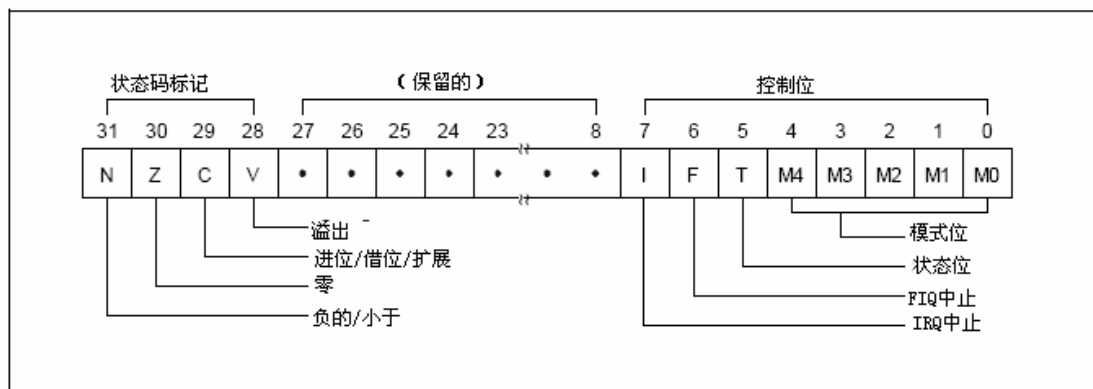 状态码标记 （保留的） 控制位
31 30 29 28 27 26 25 24 23 8 7 6 5 4 3 2 1 0
N Z C V • • • • • • • I F T M4 M3 M2 M1 M0
溢出
模式位
进位/借位/扩展
状态位
零
FIQ中止
负的/小于
IRQ中止